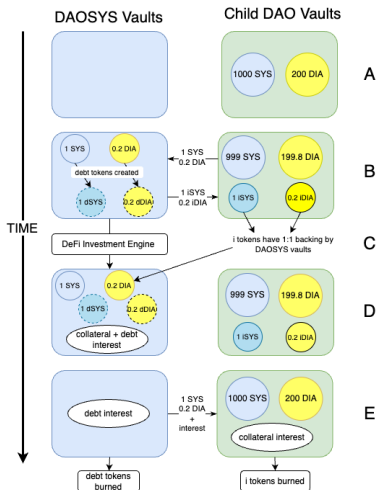 DAOSYS Vaults
Child DAO Vaults
1000 SYS
200 DIA
A
1 SYS
0.2 DIA
debt tokens created
1 dSYS
0.2 dDIA
1 SYS
0.2 DIA
1 iSYS
0.2 iDIA
999 SYS
199.8 DIA
1 iSYS
0.2 iDIA
B
TIME
DeFi Investment Engine
i tokens have 1:1 backing by
DAOSYS vaults
C
1 SYS
0.2 DIA
1 dSYS
0.2 dDIA
collateral + debt
interest
999 SYS
199.8 DIA
1 iSYS
0.2 iDIA
D
debt interest
1 SYS
0.2 DIA
+
interest
1000 SYS
200 DIA
collateral interest
E
debt tokens
burned
i tokens burned